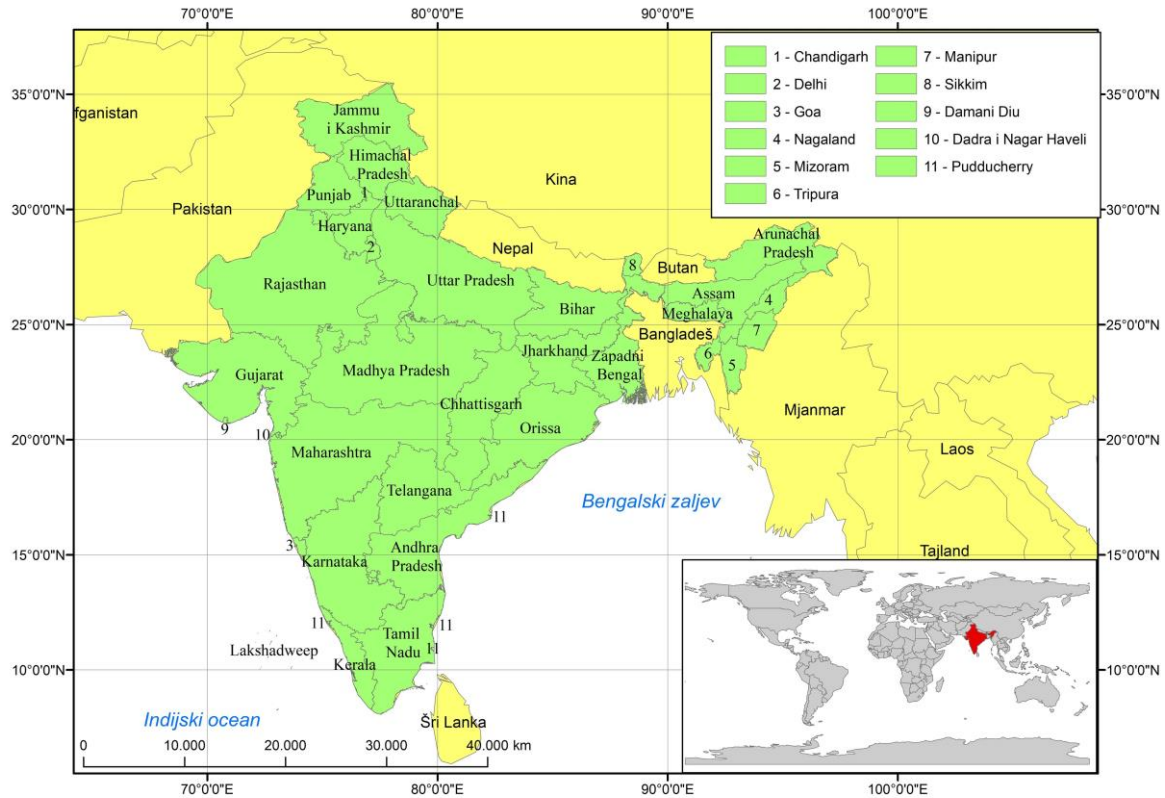 70°0'0"E
80°0'0"E
90°0'0"E
100°0'0"E
1 - Chandigarh
2 - Delhi
3 - Goa
4 - Nagaland
5 - Mizoram
6 - Tripura
7 - Manipur
8 - Sikkim
9 - Damani Diu
10 - Dadra i Nagar Haveli
11 - Pudducherry
35°0'0"N
35°0'0"N
fganistan
Jammu
i Kashmir
Himachal
Pradesh
Kina
Punjab
1
Uttaranchal
Pakistan
30°0'0"N
30°0'0"N
Haryana
2
Nepal
Arunachal
Pradesh
8
Butan
Rajasthan
Uttar Pradesh
Assam
4
Bihar
Meghalaya
25°0'0"N
25°0'0"N
Bangladeš
7
Jharkhand
Zapadni
Bengal
6
5
Gujarat
Madhya Pradesh
Chhattisgarh
Mjanmar
Orissa
9
10
20°0'0"N
20°0'0"N
Laos
Maharashtra
Telangana
Bengalski zaljev
11
3
Karnataka
Andhra
Pradesh
15°0'0"N
15°0'0"N
Tajland
11
11
Tamil
Nadu
11
Lakshadweep
Kerala
10°0'0"N
10°0'0"N
Indijski ocean
Šri Lanka
0
10.000
20.000
30.000
40.000 km
70°0'0"E
80°0'0"E
90°0'0"E
100°0'0"E